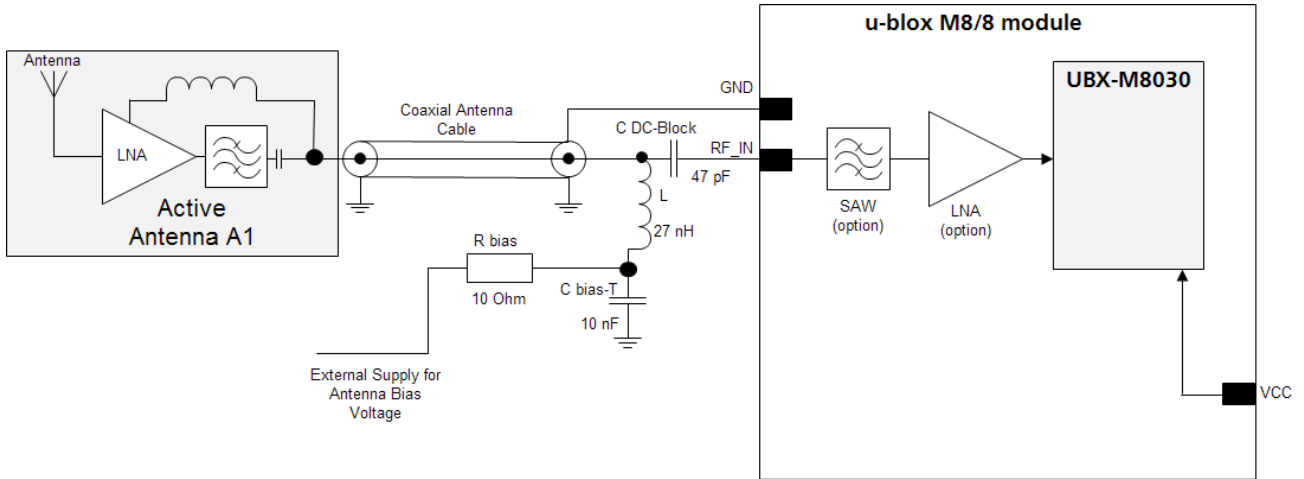 u-blox M8/8 module
Antenna
LNA
Active
Antenna A1
Coaxial Antenna
Cable
GND
C DC-Block
RF_IN
47 pF
L
27 nH
R bias
10 Ohm
C bias-T
10 nF
External Supply for
Antenna Bias
Voltage
SAW
(option)
LNA
(option)
UBX-M8030
VCC